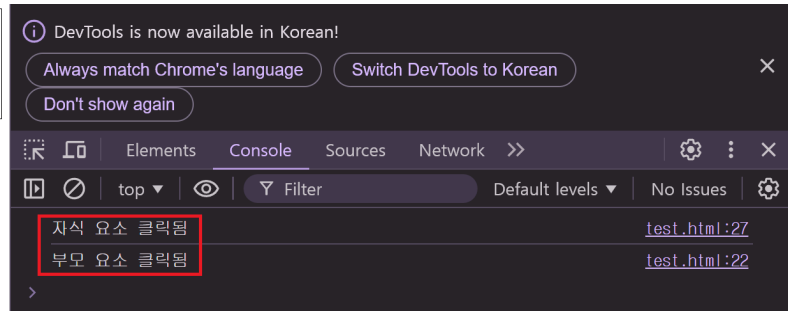 DevTools is now available in Korean!
Always match Chrome's language
Switch DevTools to Korean
Don't show again
Elements
Console
Sources
Network
top
Filter
Default levels
No Issues
자식 요소 클릭됨
test.html:27
부모 요소 클릭됨
test.html:22